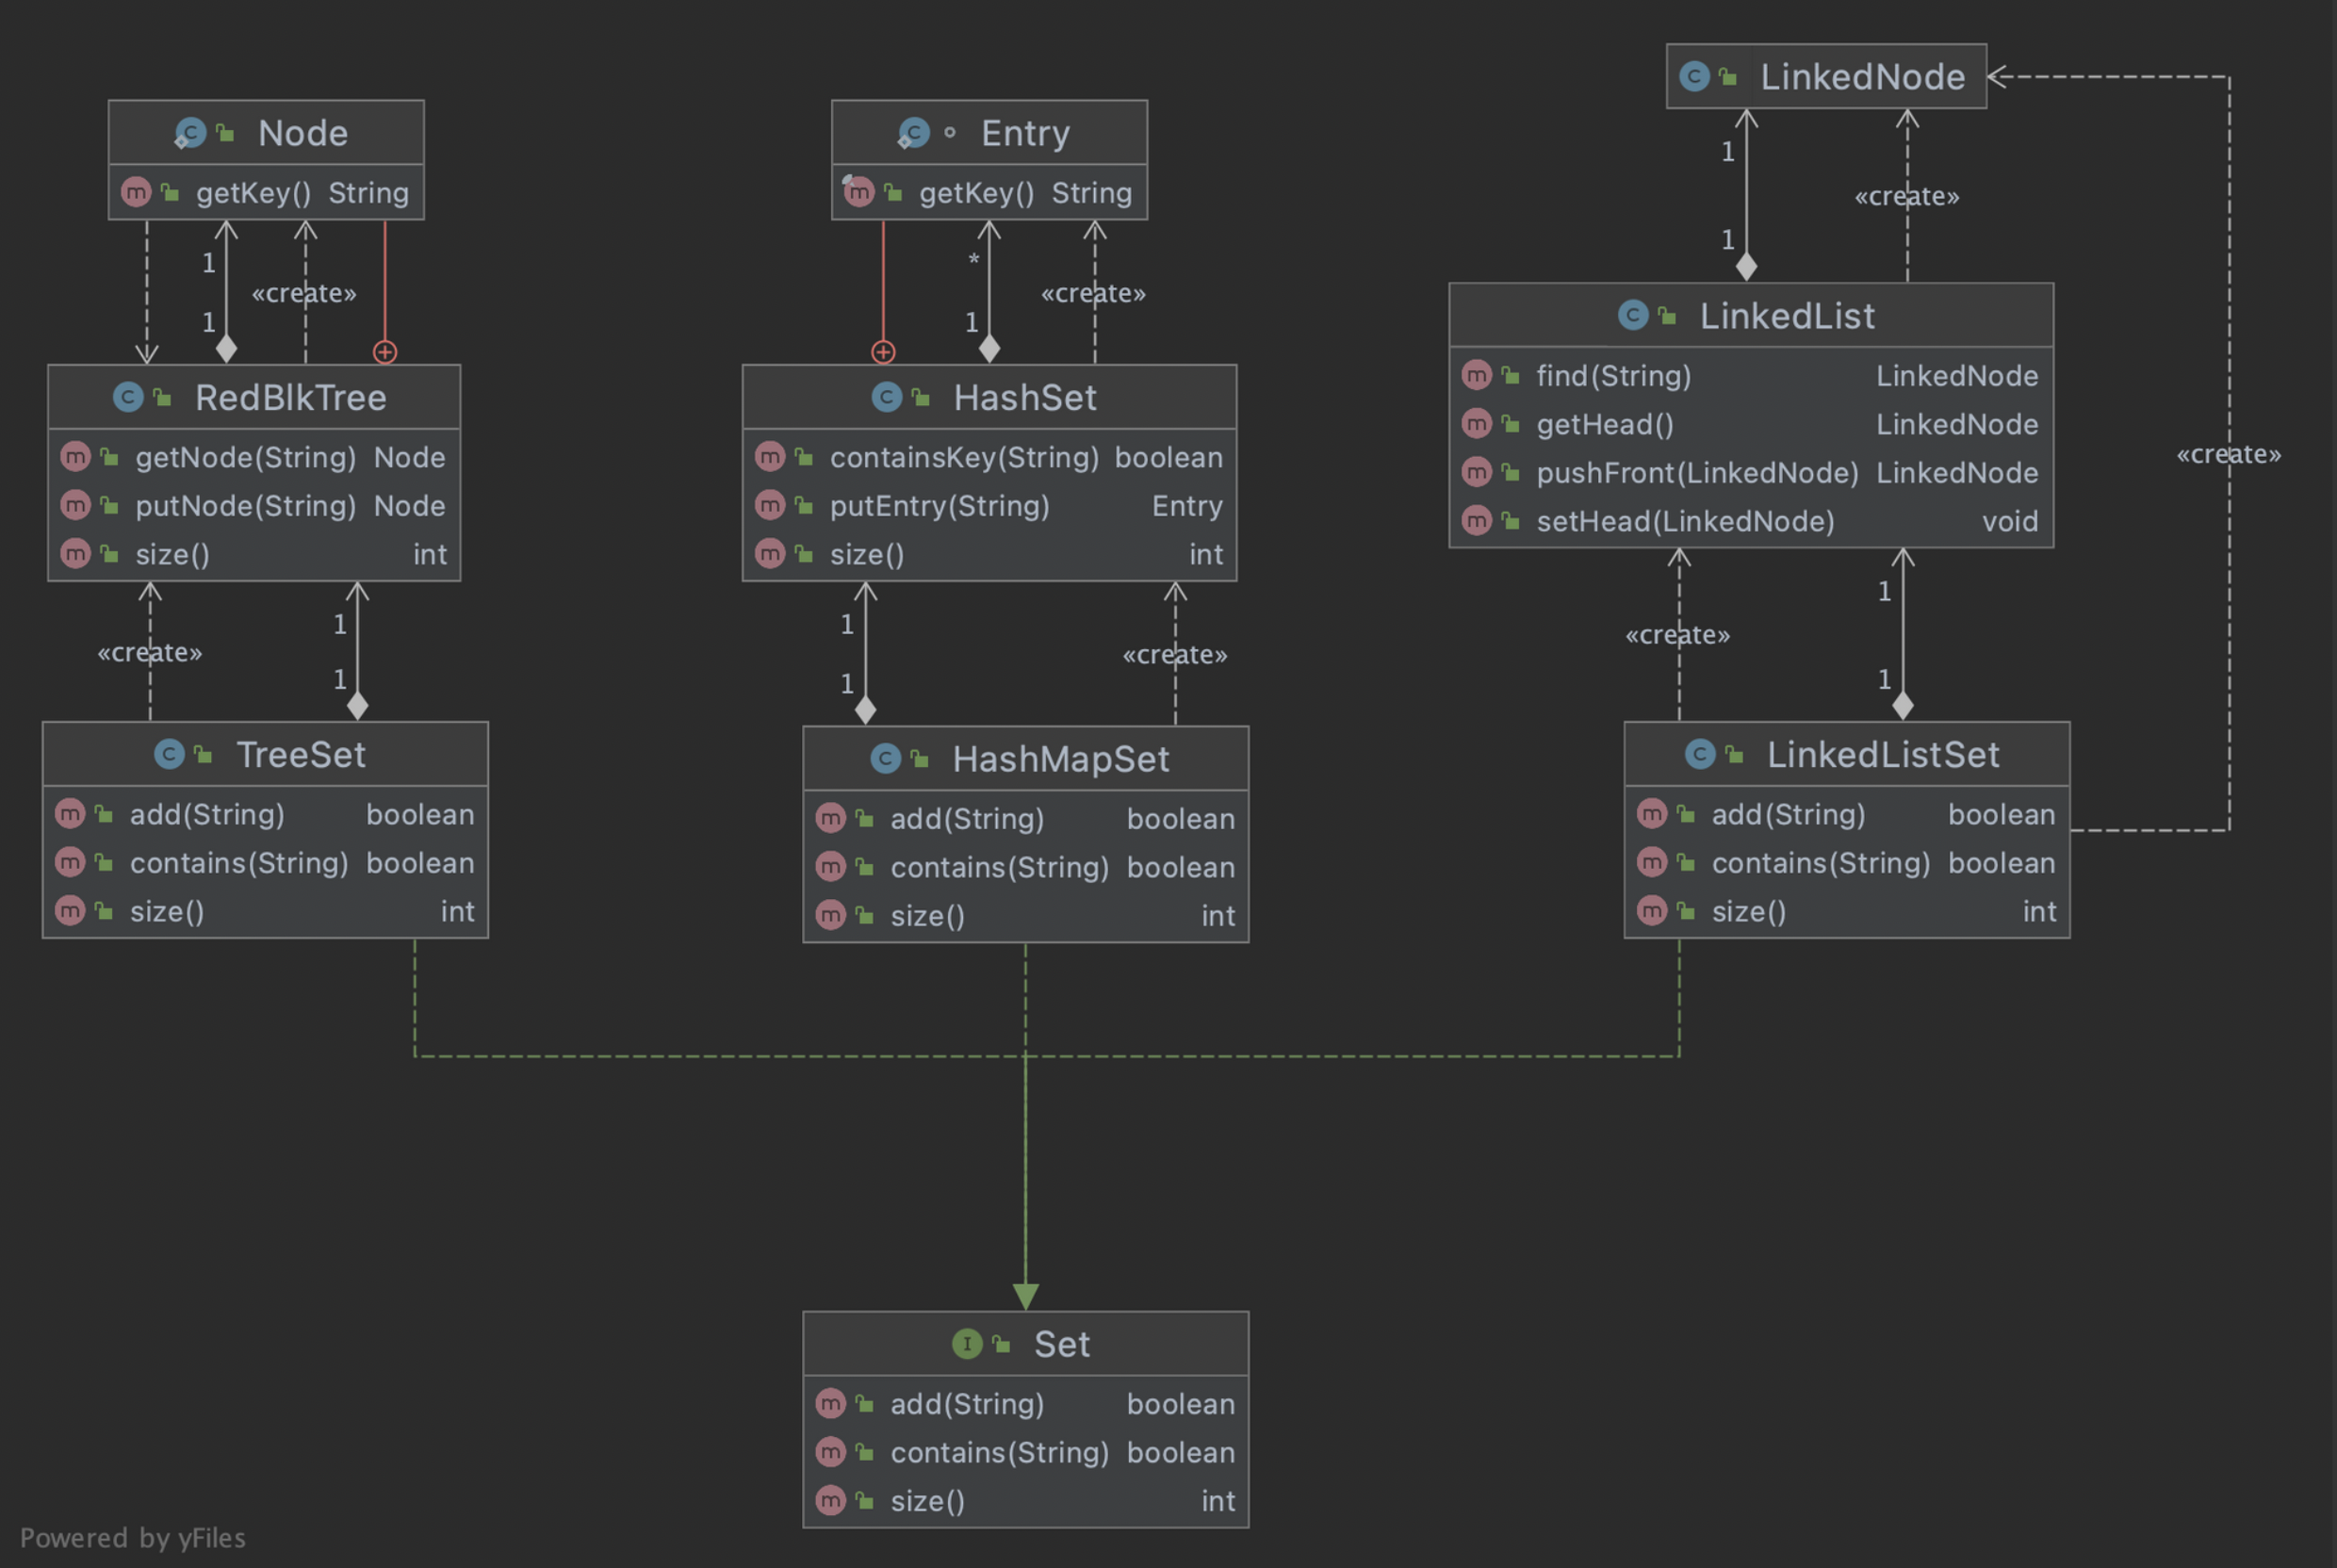 LinkedNode
Node
getKey() String
Entry
getKey() String
1
«create»
1
1
1
«create»
*
1
«create»
LinkedList
find(String) LinkedNode
getHead() LinkedNode
pushFront(LinkedNode) LinkedNode
setHead(LinkedNode) void
«create»
RedBlkTree
getNode(String) Node
putNode(String) Node
size() int
HashSet
containsKey(String) boolean
putEntry(String) Entry
size() int
«create»
1
1
1
1
«create»
«create»
1
1
TreeSet
add(String) boolean
contains(String) boolean
size() int
HashMapSet
add(String) boolean
contains(String) boolean
size() int
LinkedListSet
add(String) boolean
contains(String) boolean
size() int
Set
add(String) boolean
contains(String) boolean
size() int
Powered by yFiles